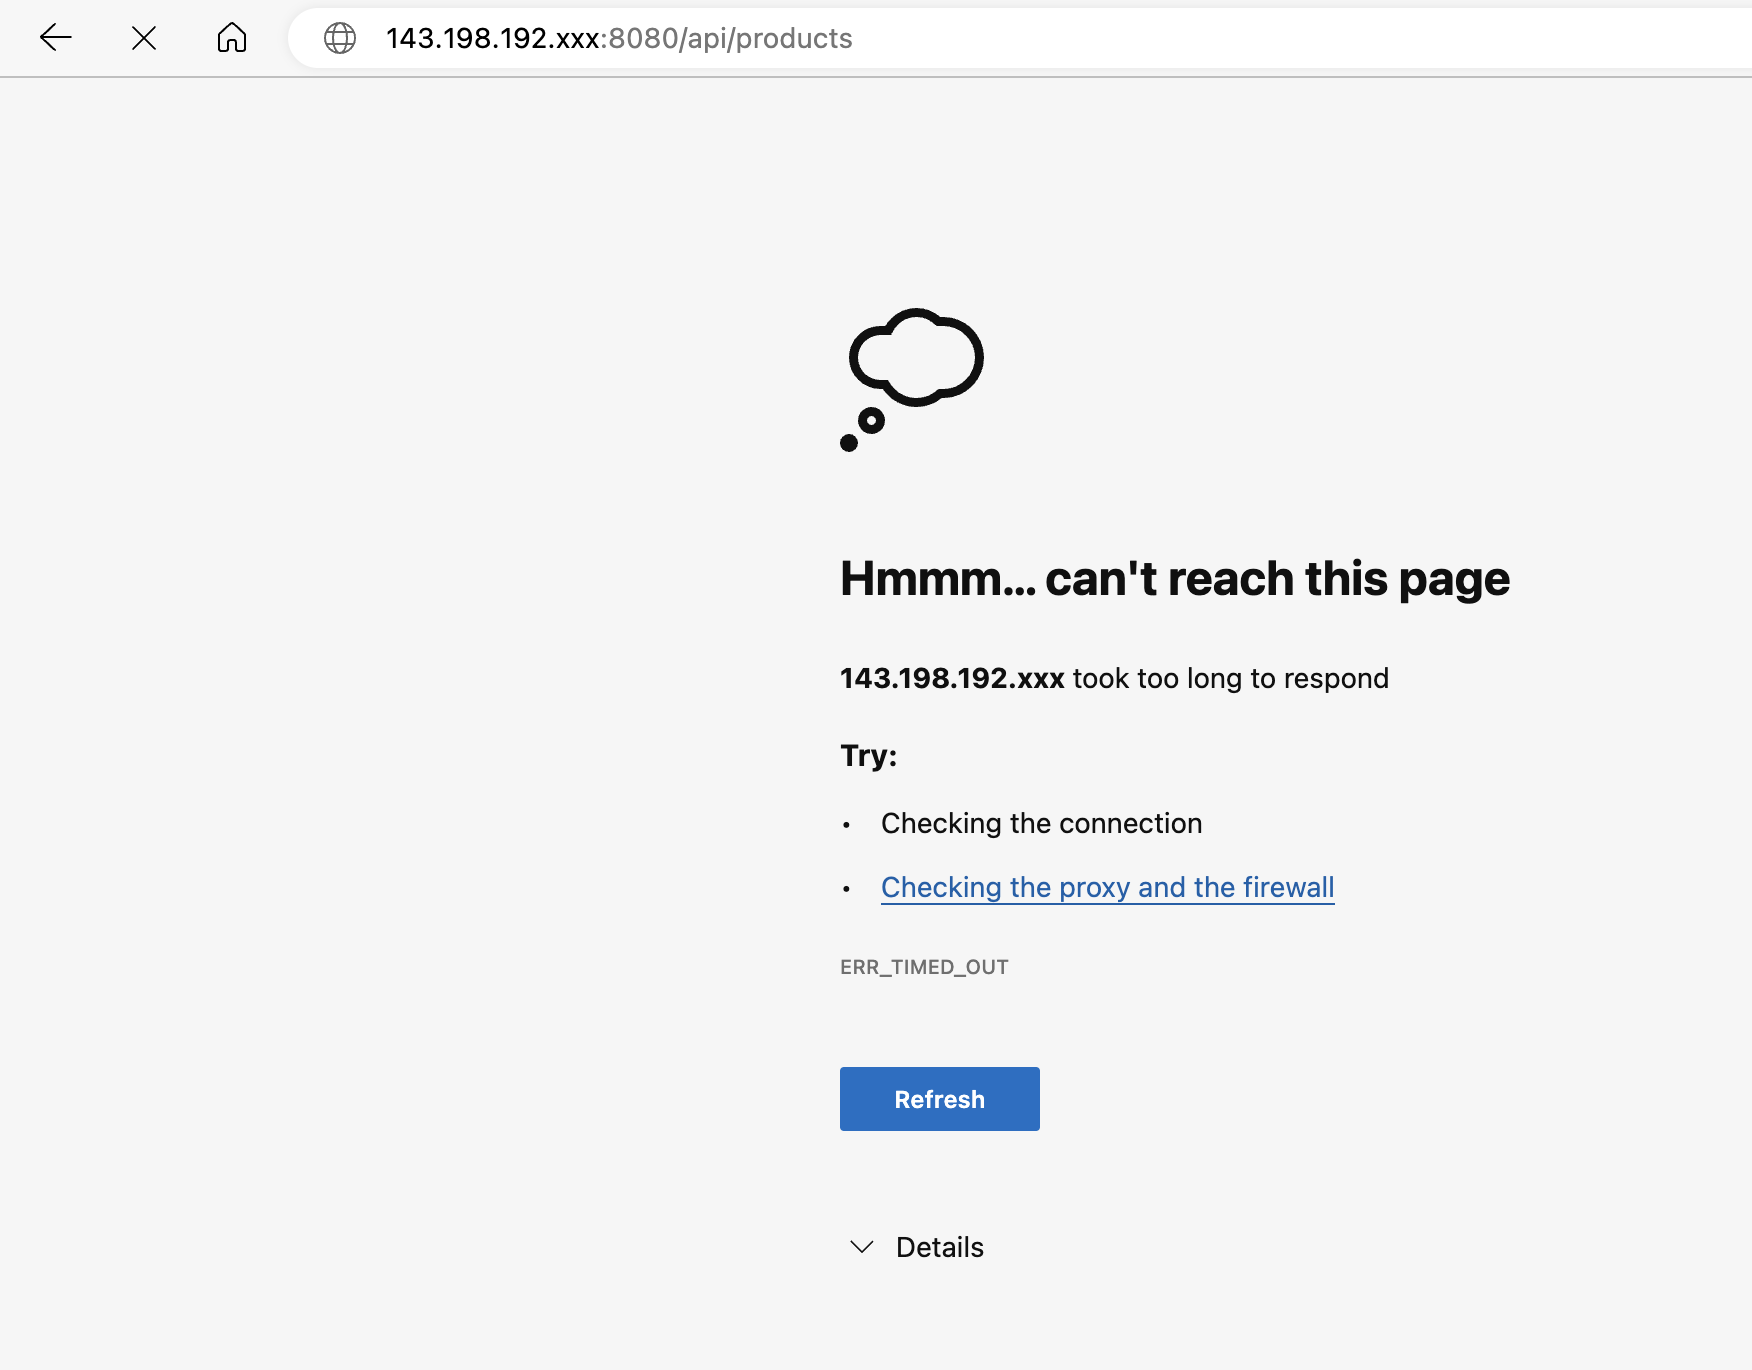 143.198.192.xxx:8080/api/products
Hmmm... can't reach this page
143.198.192.xxx took too long to respond
Try:
• Checking the connection
• Checking the proxy and the firewall
ERR_TIMED_OUT
Refresh
Details